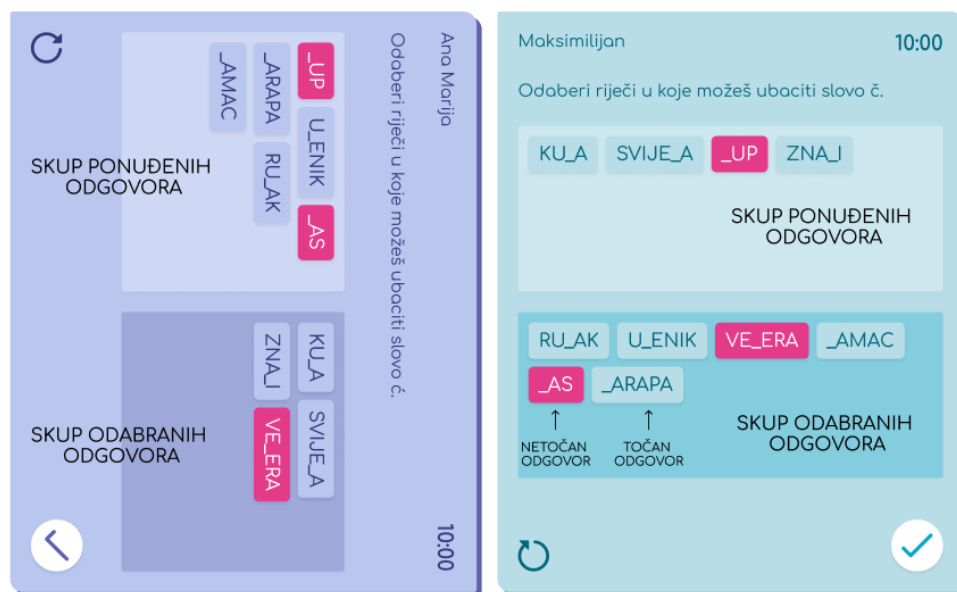 Ana Marija 10:00
Odaberi riječi u koje možeš ubaciti slovo ć.
_UP U_ENIK _AS
_ARAPA RU_AK
_AMAC
SKUP PONUĐENIH
ODGOVORA
KU_A SVIJE_A
ZNA_I VE_ERA
SKUP ODABRANIH
ODGOVORA
Maksimilijan 10:00
Odaberi riječi u koje možeš ubaciti slovo č.
KU_A SVIJE_A _UP ZNA_I
SKUP PONUĐENIH
ODGOVORA
RU_AK U_ENIK VE_ERA _AMAC
_AS _ARAPA
NETOČAN
ODGOVOR
TOČAN
ODGOVOR
SKUP ODABRANIH
ODGOVORA